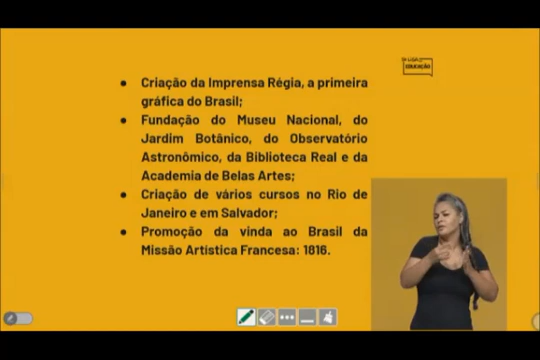 EDUCAÇÃO
● Criação da Imprensa Régia, a primeira
gráfica do Brasil;
● Fundação do Museu Nacional, do
Jardim Botânico, do Observatório
Astronômico, da Biblioteca Real e da
Academia de Belas Artes;
● Criação de vários cursos no Rio de
Janeiro e em Salvador;
● Promoção da vinda ao Brasil da
Missão Artística Francesa: 1816.